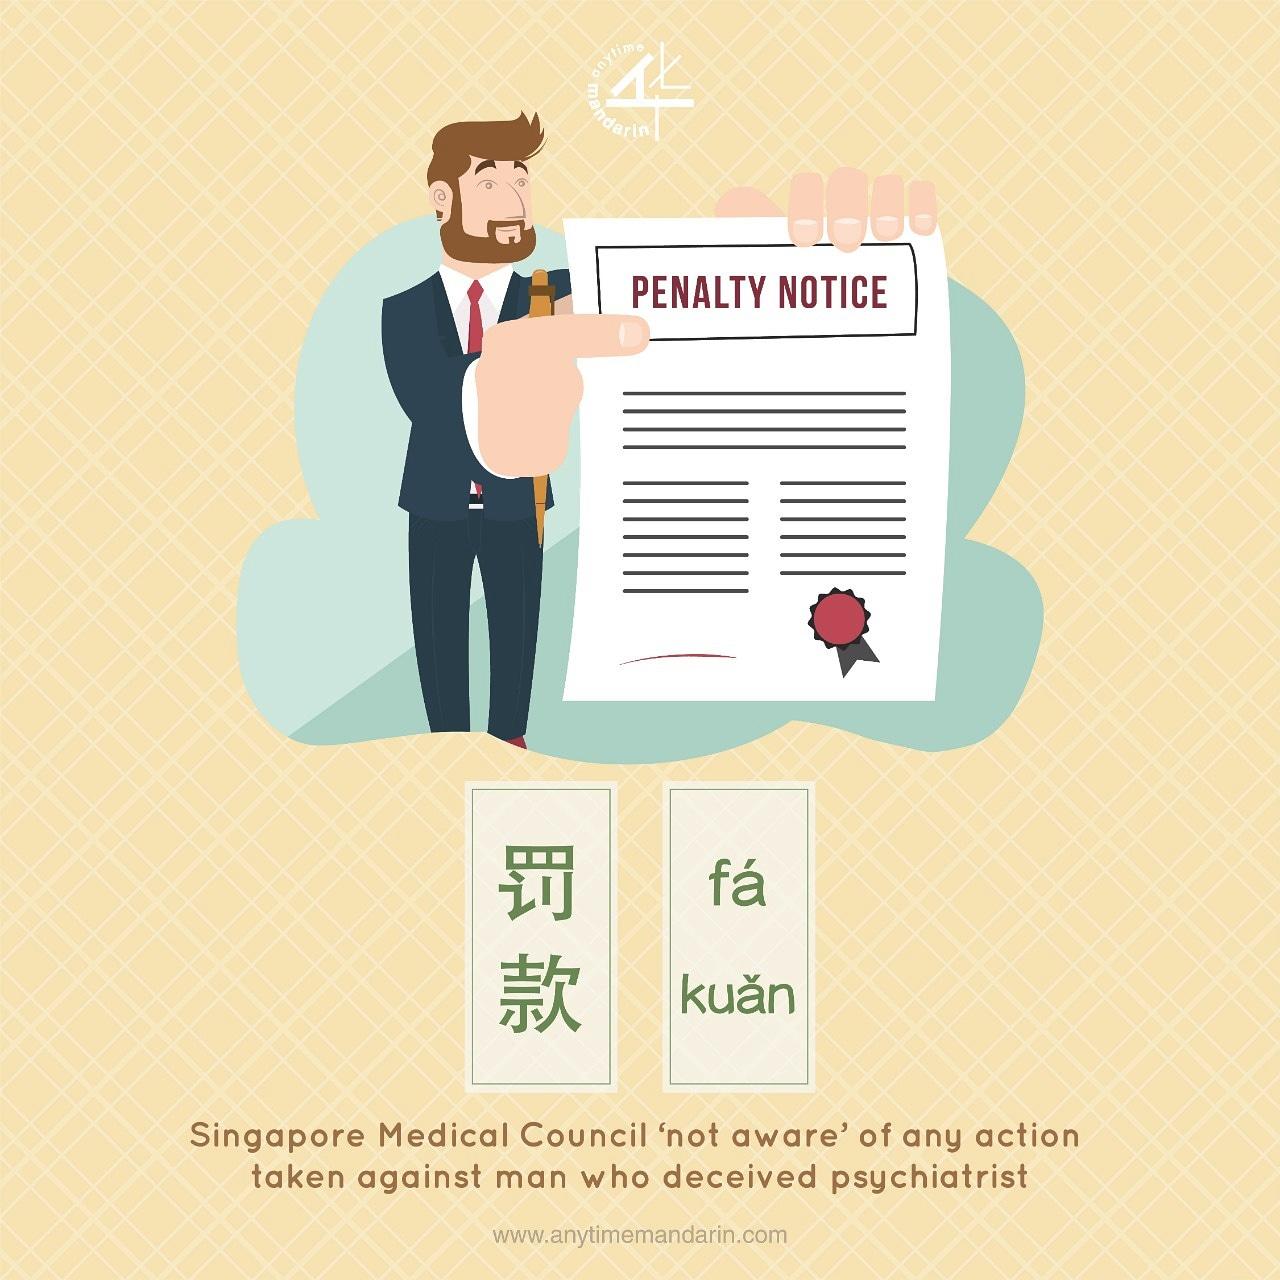 anytime
mandarin
华
PENALTY NOTICE
罚
款
fá
kuǎn
Singapore Medical Council ‘not aware’ of any action
taken against man who deceived psychiatrist
www.anytimemandarin.com